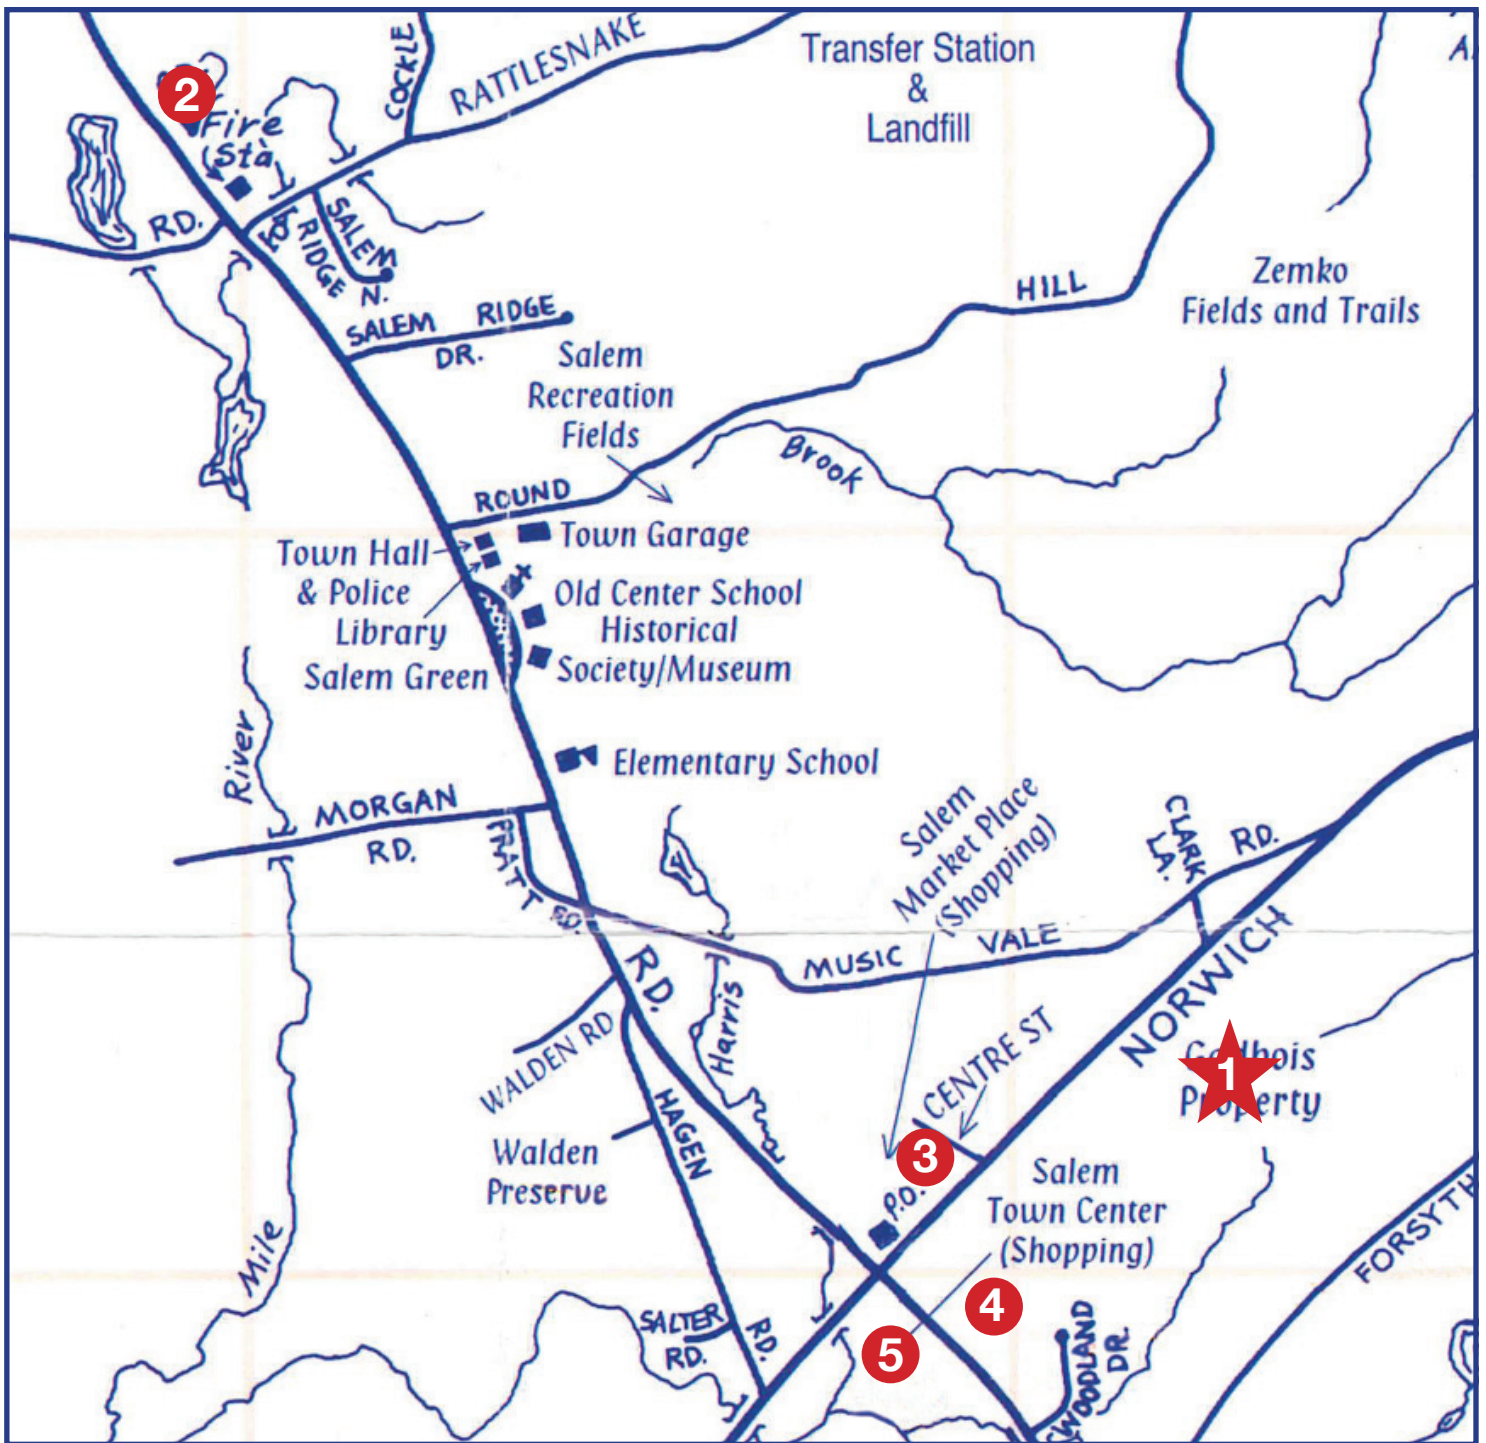 COCKLE
RATTLESNAKE
Transfer Station
&
Landfill
2
Fire
Sta
RD.
SALEM
RIDGE
N.
RD
SALEM RIDGE
DR.
HILL
Zemko
Fields and Trails
Salem
Recreation
Fields
Brook
ROUND
Town Garage
Town Hall
& Police
Library
Salem Green
Old Center School
Historical
Society/Museum
River
Elementary School
MORGAN
RD.
PRATT
RD.
Salem
Market Place
(Shopping)
CLARK
LA.
RD.
MUSIC VALE
NORWICH
RD.
Harris
WALDEN RD
CENTRE ST
1
Property
HAGEN
RD.
Walden
Preserve
3
P.O.
Salem
Town Center
(Shopping)
FORSYTH
Mile
SALTER
RD.
4
5
WOODLAND
DR.